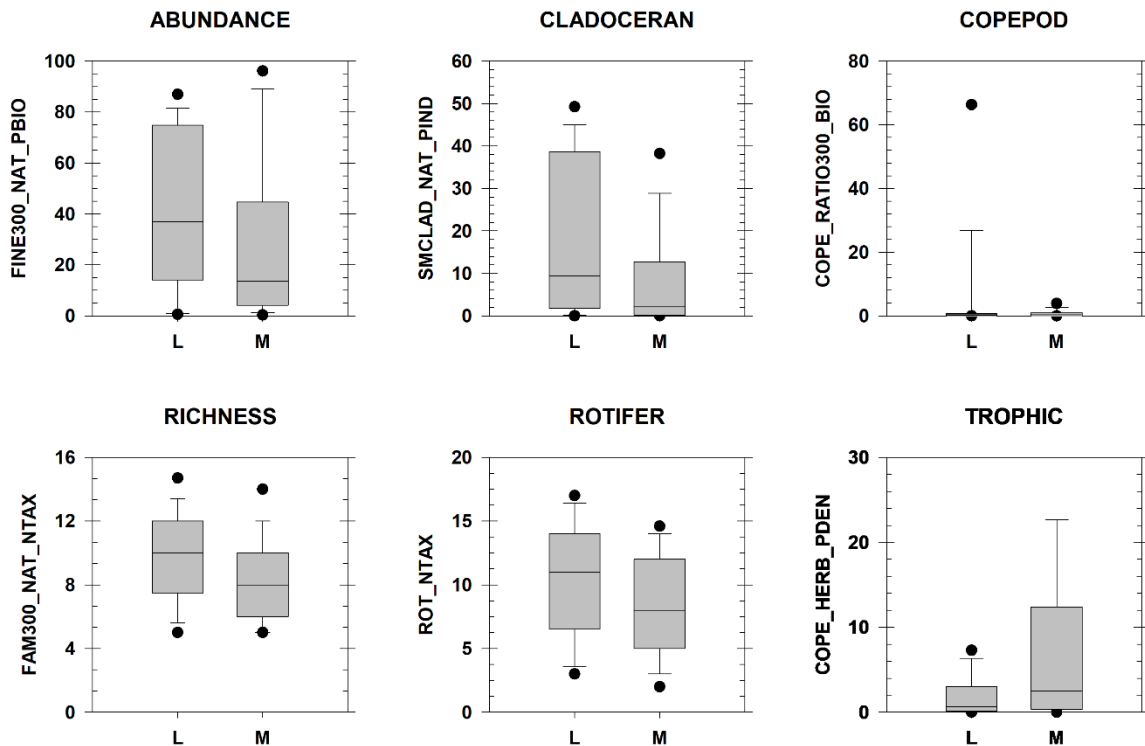 ABUNDANCE
FINE300_NAT_PBIO
100
80
60
40
20
0
L M
CLADOCERAN
SMCLAD_NAT_PIND
60
50
40
30
20
10
0
L M
COPEPOD
COPE_RATIO300_BIO
80
60
40
20
0
L M
RICHNESS
FAM300_NAT_NTAX
16
12
8
4
0
L M
ROTIFER
ROT_NTAX
20
15
10
5
0
L M
TROPHIC
COPE_HERB_PDEN
30
20
10
0
L M